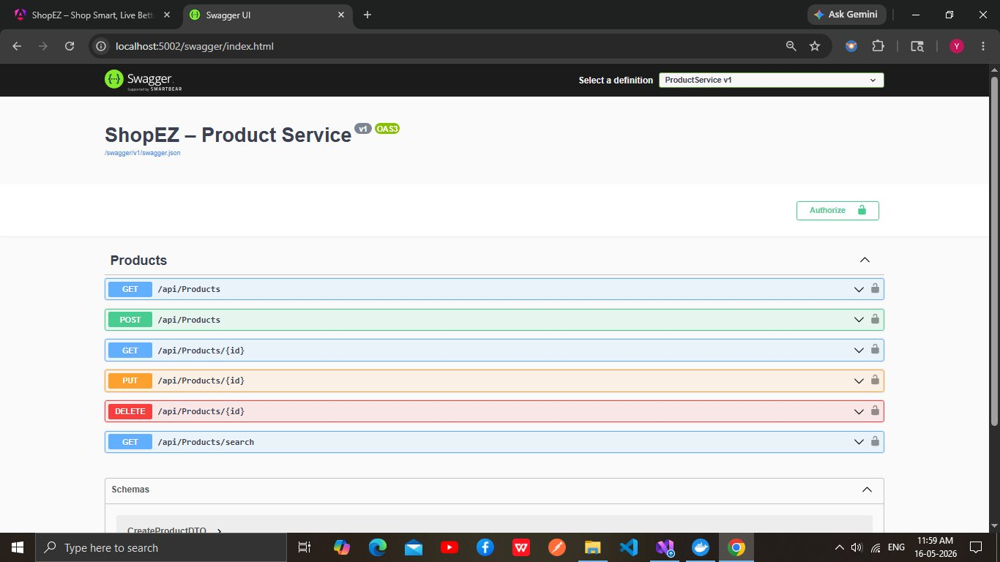 ShopEZ – Shop Smart, Live Bett
Swagger UI
Ask Gemini
localhost:5002/swagger/index.html
Y
Swagger
Supported by SMARTBEAR
Select a definition
ProductService v1
ShopEZ – Product Service v1 OAS3
/swagger/v1/swagger.json
Authorize
Products
GET /api/Products
POST /api/Products
GET /api/Products/{id}
PUT /api/Products/{id}
DELETE /api/Products/{id}
GET /api/Products/search
Schemas
CreateProductDTO
Type here to search
ENG
11:59 AM
16-05-2026